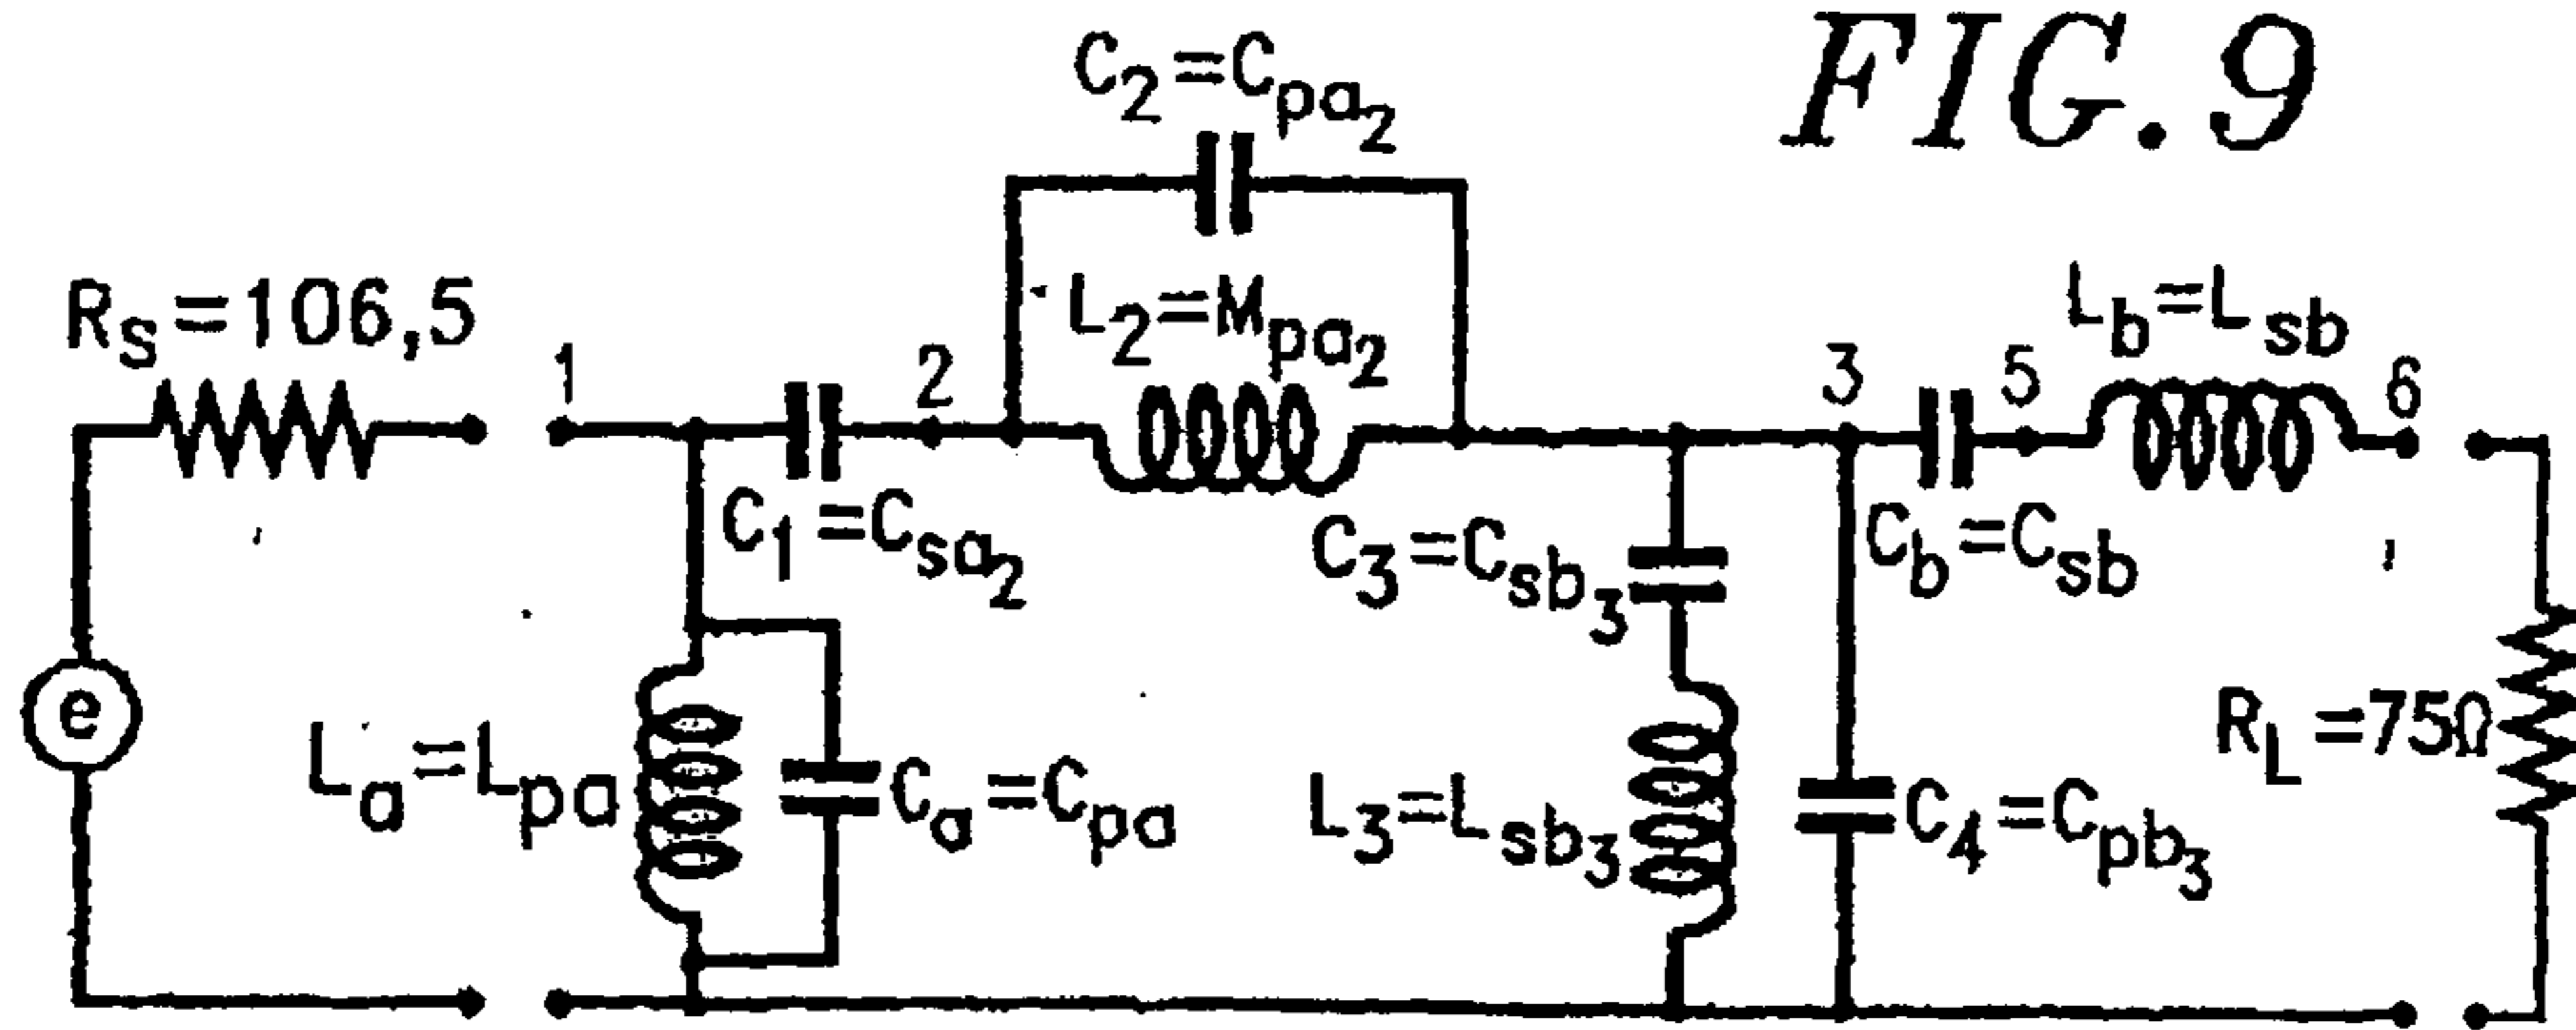 FIG. 9
C2=Cpa2
RS=106,5
1
2
L2=Mpa2
3
5
Lb=Lsb
6
C1=Csa2
C3=Csb3
Cb=Csb
e
La=Lpa
Ca=Cpa
L3=Lsb3
C4=Cpb3
RL=75Ω